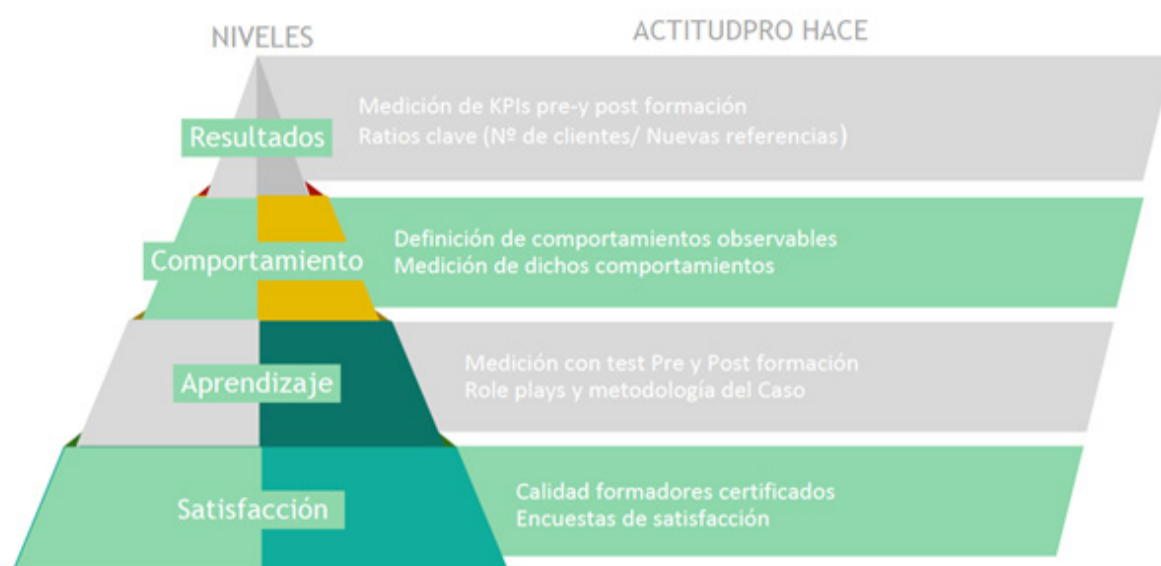 NIVELES
ACTITUDPRO HACE
Resultados
Medición de KPIs pre-y post formación
Ratios clave (Nº de clientes/ Nuevas referencias)
Comportamiento
Definición de comportamientos observables
Medición de dichos comportamientos
Aprendizaje
Medición con test Pre y Post formación
Role plays y metodología del Caso
Satisfacción
Calidad formadores certificados
Encuestas de satisfacción